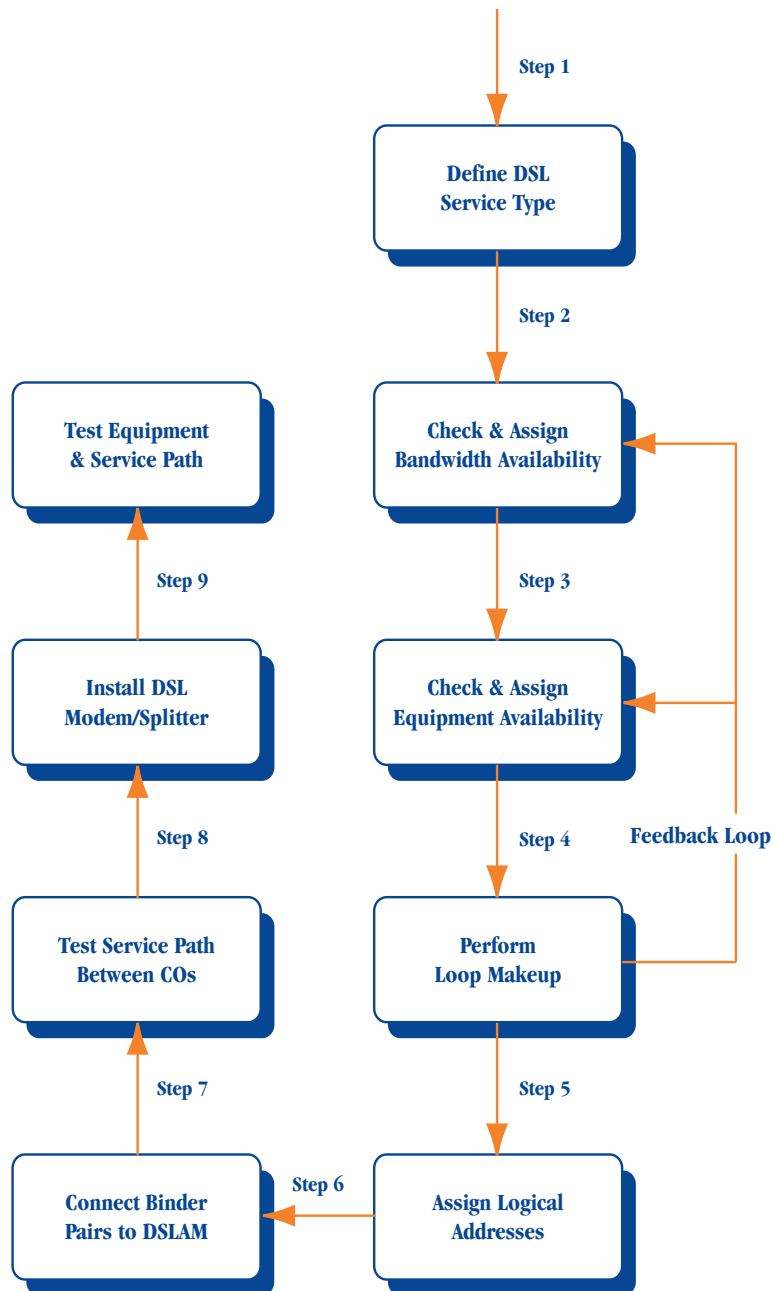 Step 1
Define DSL
Service Type
Step 2
Check & Assign
Bandwidth Availability
Step 3
Check & Assign
Equipment Availability
Step 4
Feedback Loop
Perform
Loop Makeup
Step 5
Assign Logical
Addresses
Step 6
Connect Binder
Pairs to DSLAM
Step 7
Test Service Path
Between COs
Step 8
Install DSL
Modem/Splitter
Step 9
Test Equipment
& Service Path